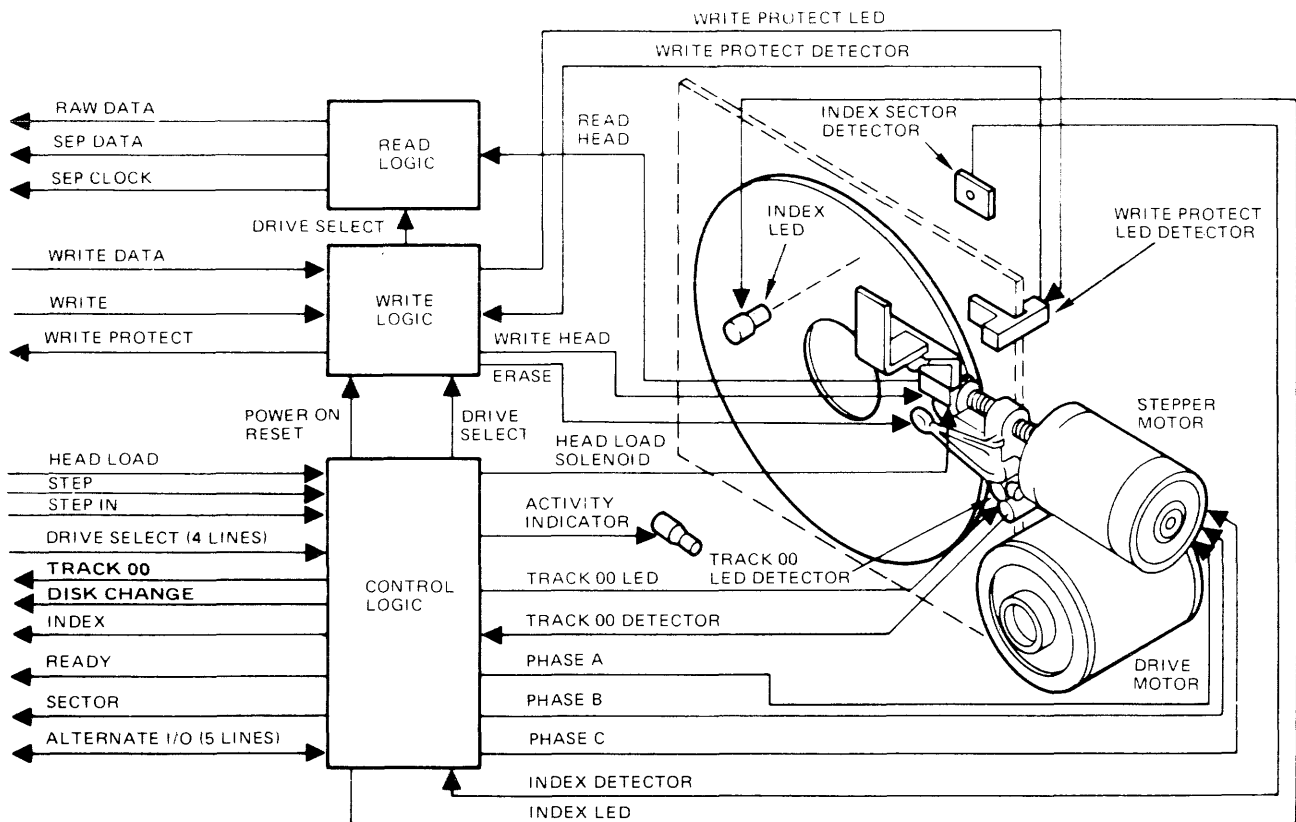 WRITE PROTECT LED
WRITE PROTECT DETECTOR
RAW DATA
SEP DATA
SEP CLOCK
READ
LOGIC
READ
HEAD
INDEX SECTOR
DETECTOR
DRIVE SELECT
INDEX
LED
WRITE PROTECT
LED DETECTOR
WRITE DATA
WRITE
WRITE PROTECT
WRITE
LOGIC
WRITE HEAD
ERASE
POWER ON
RESET
DRIVE
SELECT
HEAD LOAD
SOLENOID
STEPPER
MOTOR
HEAD LOAD
STEP
STEP IN
DRIVE SELECT (4 LINES)
TRACK 00
DISK CHANGE
INDEX
READY
SECTOR
ALTERNATE I/O (5 LINES)
CONTROL
LOGIC
ACTIVITY
INDICATOR
TRACK 00
LED DETECTOR
TRACK 00 LED
TRACK 00 DETECTOR
PHASE A
PHASE B
PHASE C
DRIVE
MOTOR
INDEX DETECTOR
INDEX LED